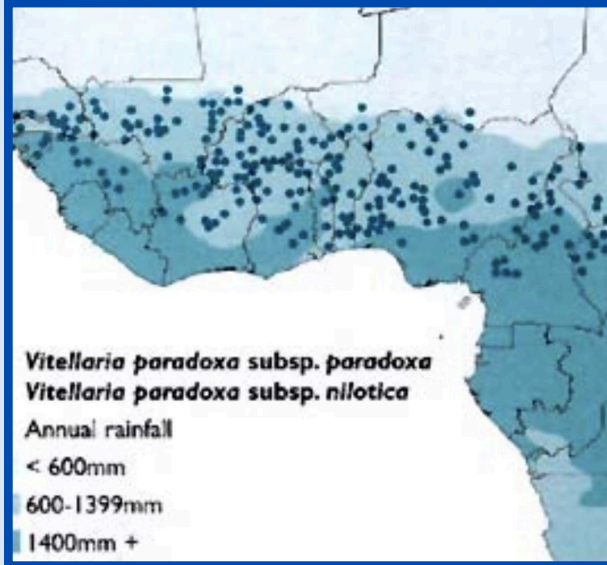 Vitellaria paradoxa subsp. paradoxa
Vitellaria paradoxa subsp. nilotica
Annual rainfall
< 600mm
600-1399mm
1400mm +